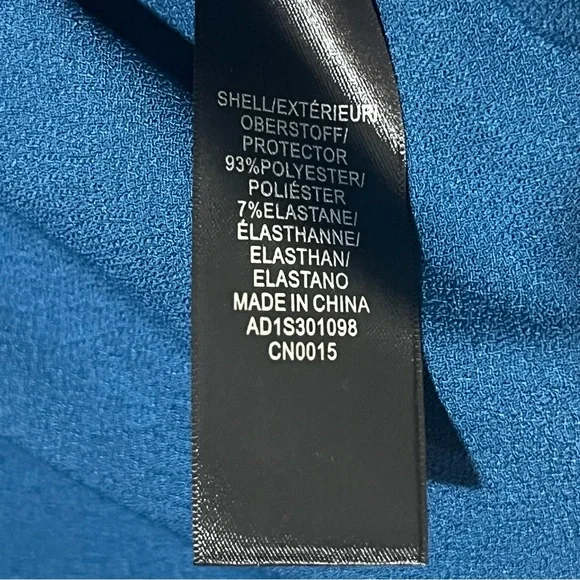 SHELL/EXTÉRIEUR/
OBERSTOFF/
PROTECTOR
93%POLYESTER/
POLIÉSTER
7%ELASTANE/
ÉLASTHANNE/
ELASTHAN/
ELASTANO
MADE IN CHINA
AD1S301098
CN0015